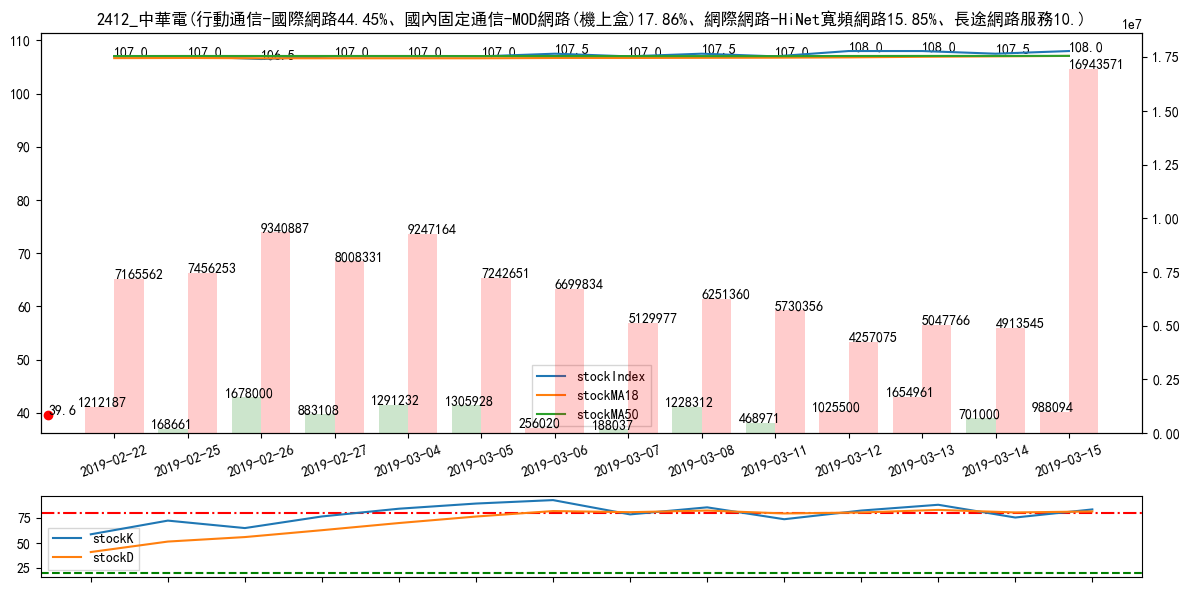 2412_中華電(行動通信-國際網路44.45%、國內固定通信-MOD網路(機上盒)17.86%、網際網路-HiNet寬頻網路15.85%、長途網路服務10.)
1e7
110
100
90
80
70
60
50
40
1.75
1.50
1.25
1.00
0.75
0.50
0.25
0.00
107.0 107.0 106.5 107.0 107.0 107.0 107.5 107.0 107.5 107.0 108.0 108.0 107.5 108.0
7165562 7456253 9340887 8008331 9247164 7242651 6699834 5129977 6251360 5730356 4257075 5047766 4913545 16943571
39.6
1212187 168661 1678000 883108 1291232 1305928 256020 188037 1228312 468971 1025500 1654961 701000 988094
stockIndex
stockMA18
stockMA50
2019-02-22 2019-02-25 2019-02-26 2019-02-27 2019-03-04 2019-03-05 2019-03-06 2019-03-07 2019-03-08 2019-03-11 2019-03-12 2019-03-13 2019-03-14 2019-03-15
75
50
25
stockK
stockD